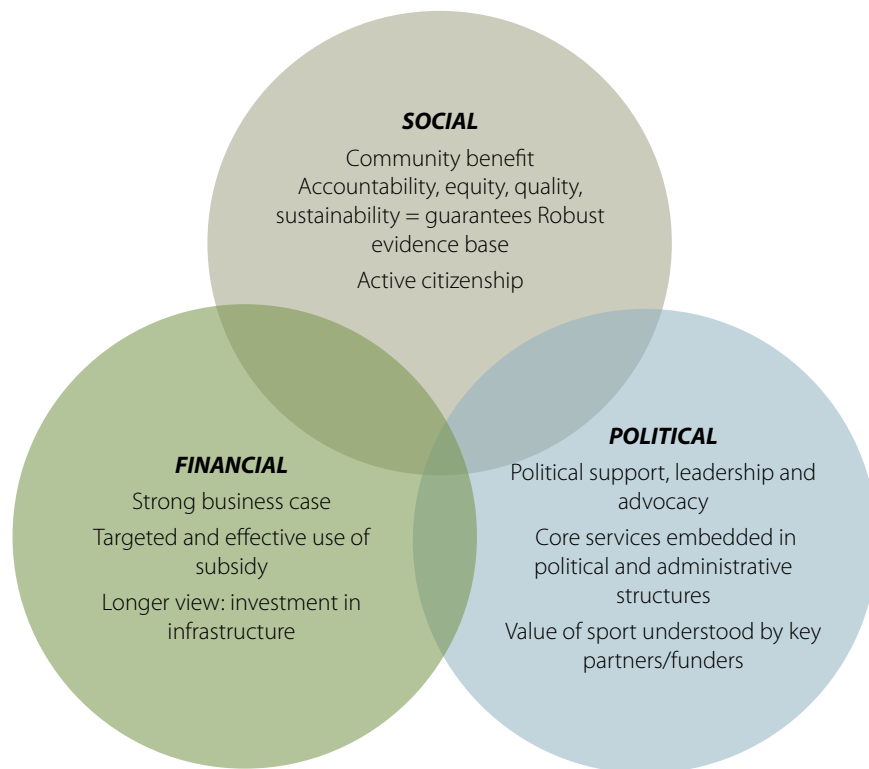 SOCIAL
Community benefit
Accountability, equity, quality,
sustainability = guarantees Robust
evidence base
Active citizenship
FINANCIAL
Strong business case
Targeted and effective use of
subsidy
Longer view: investment in
infrastructure
POLITICAL
Political support, leadership and
advocacy
Core services embedded in
political and administrative
structures
Value of sport understood by key
partners/funders